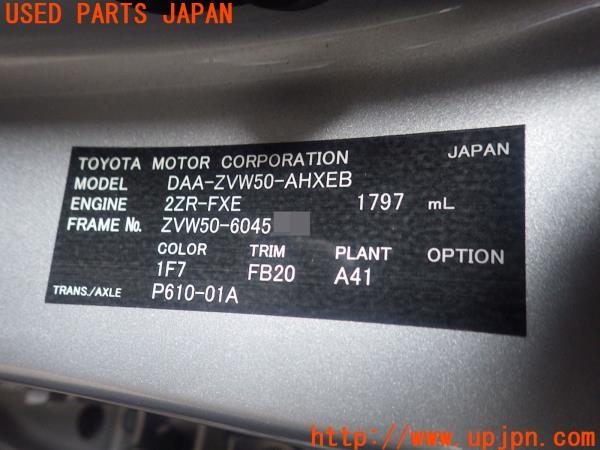 USED PARTS JAPAN
TOYOTA MOTOR CORPORATION JAPAN
MODEL DAA-ZVW50-AHXEB
ENGINE 2ZR-FXE 1797 mL
FRAME No. ZVW50-6045
COLOR TRIM PLANT OPTION
1F7 FB20 A41
TRANS./AXLE P610-01A
http://www.upjpn.com/